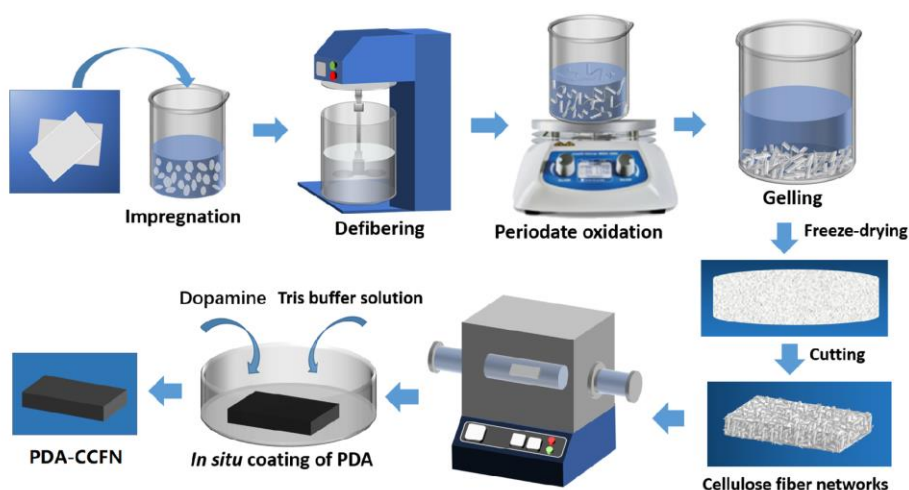 Impregnation
Defibering
Periodate oxidation
Gelling
Freeze-drying
Cutting
Cellulose fiber networks
Dopamine
Tris buffer solution
In situ coating of PDA
PDA-CCFN